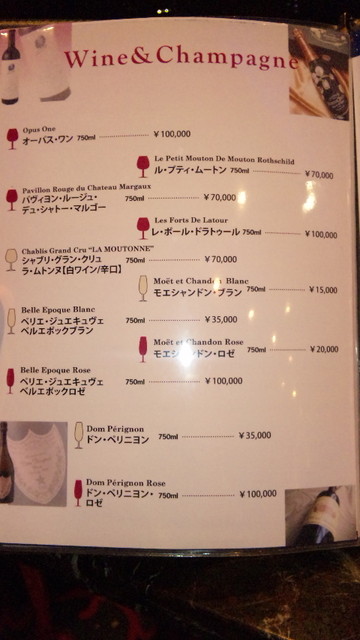 Wine&Champagne
Opus One
オーパス・ワン 750ml ¥100,000
Le Petit Mouton De Mouton Rothschild
ル・プティ・ムートン 750ml ¥70,000
Pavillon Rouge du Chateau Margaux
パヴィヨン・ルージュ・ 750ml ¥70,000
デュ・シャトー・マルゴー
Les Forts De Latour
レ・ポール・ドラトゥール 750ml ¥100,000
Chablis Grand Cru "LA MOUTONNE"
シャブリ・グラン・クリュ 750ml ¥70,000
ラ・ムトンヌ【白ワイン/辛口】
Moët et Chandon Blanc
モエシャンドン・ブラン 750ml ¥15,000
Belle Epoque Blanc
ペリエ・ジュエキュヴェ 750ml ¥35,000
ベルエポックブラン
Moët et Chandon Rose
モエシャンドン・ロゼ 750ml ¥20,000
Belle Epoque Rose
ペリエ・ジュエキュヴェ 750ml ¥100,000
ベルエポックロゼ
Dom Pérignon
ドン・ペリニヨン 750ml ¥35,000
Dom Pérignon Rose
ドン・ペリニヨン・ 750ml ¥100,000
ロゼ